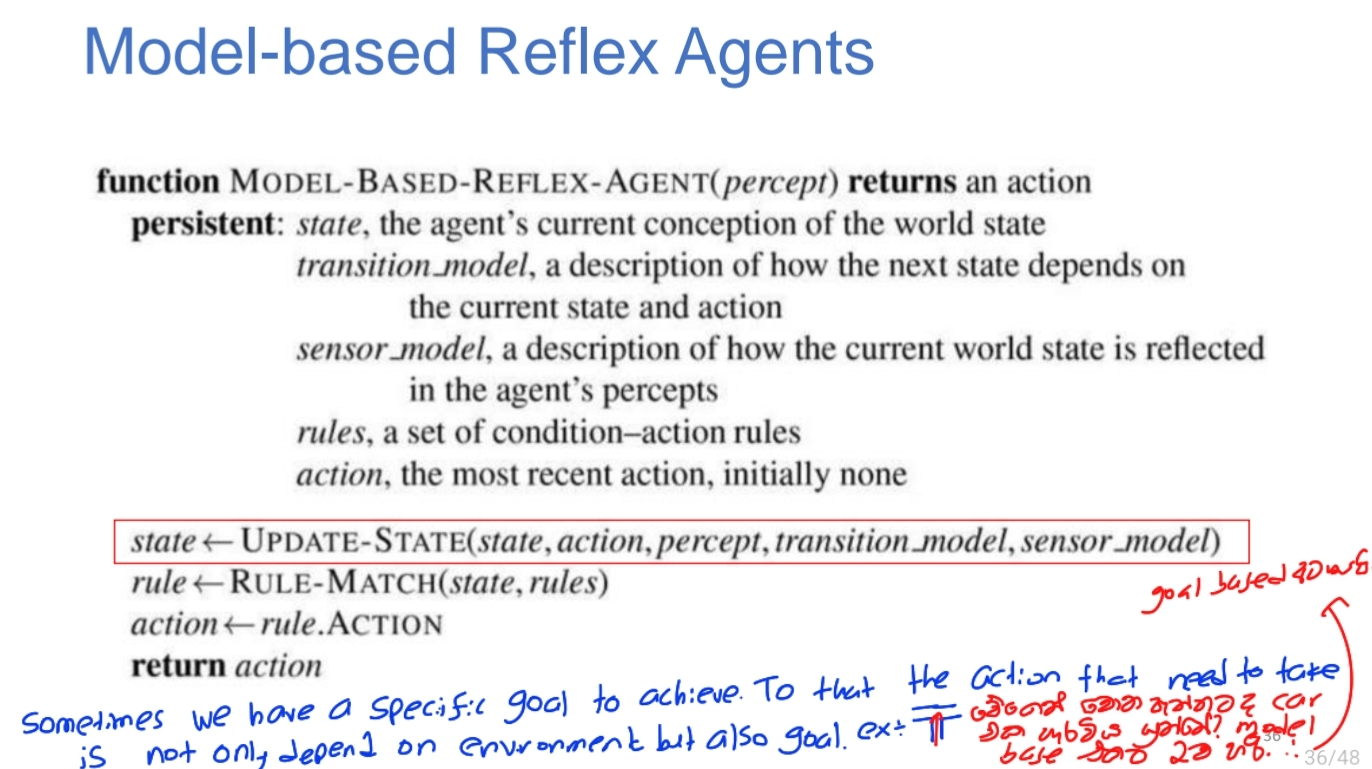 Model-based Reflex Agents
function MODEL-BASED-REFLEX-AGENT(percept) returns an action
persistent: state, the agent's current conception of the world state
transition_model, a description of how the next state depends on
the current state and action
sensor_model, a description of how the current world state is reflected
in the agent's percepts
rules, a set of condition–action rules
action, the most recent action, initially none
state ← UPDATE-STATE(state, action, percept, transition_model, sensor_model)
rule ← RULE-MATCH(state, rules)
action ← rule.ACTION
return action
goal based
Sometimes we have a specific goal to achieve. To that the action that need to take
is not only depend on environment but also goal. ex:
car
model
base
36
36/48